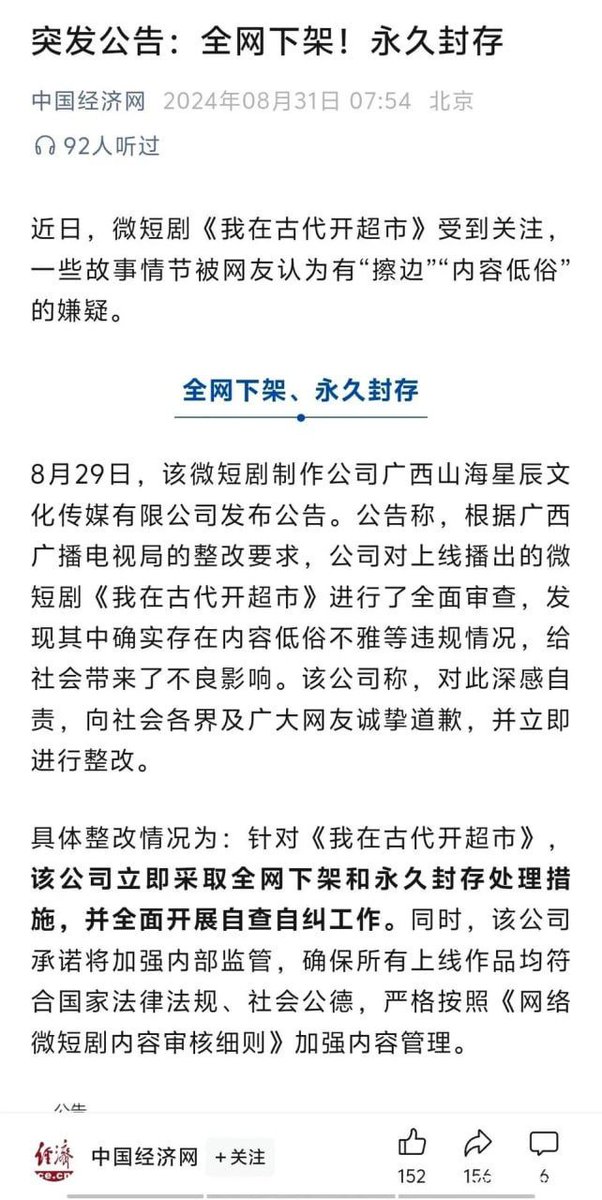 突发公告：全网下架！永久封存
中国经济网 2024年08月31日 07:54 北京
92人听过
近日，微短剧《我在古代开超市》受到关注，
一些故事情节被网友认为有“擦边”“内容低俗”
的嫌疑。
全网下架、永久封存
8月29日，该微短剧制作公司广西山海星辰文
化传媒有限公司发布公告。公告称，根据广西
广播电视局的整改要求，公司对上线播出的微
短剧《我在古代开超市》进行了全面审查，发
现其中确实存在内容低俗不雅等违规情况，给
社会带来了不良影响。该公司称，对此深感自
责，向社会各界及广大网友诚挚道歉，并立即
进行整改。
具体整改情况为：针对《我在古代开超市》，
该公司立即采取全网下架和永久封存处理措
施，并全面开展自查自纠工作。同时，该公司
承诺将加强内部监管，确保所有上线作品均符
合国家法律法规、社会公德，严格按照《网络
微短剧内容审核细则》加强内容管理。
公告
经济
ce.cn
中国经济网 +关注
152 156 6